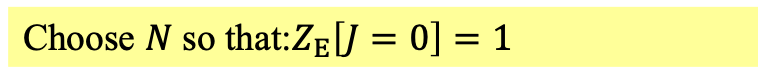 Choose N so that:Z_E[J = 0] = 1